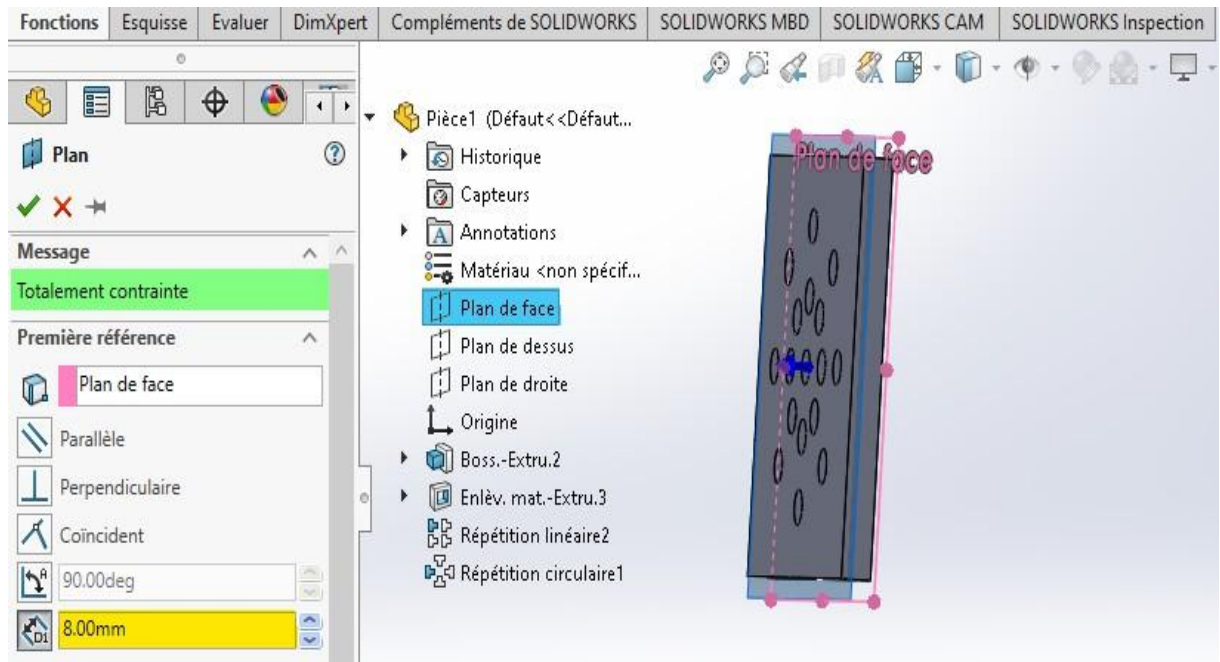 Fonctions Esquisse Evaluer DimXpert Compléments de SOLIDWORKS SOLIDWORKS MBD SOLIDWORKS CAM SOLIDWORKS Inspection
Plan
Message
Totalement contrainte
Première référence
Plan de face
Parallèle
Perpendiculaire
Coïncident
90.00deg
D1
8.00mm
Pièce1 (Défaut<<Défaut...
Historique
Capteurs
A Annotations
Matériau <non spécif...
Plan de face
Plan de dessus
Plan de droite
Origine
Boss.-Extru.2
Enlèv. mat.-Extru.3
Répétition linéaire2
Répétition circulaire1
Plan de face